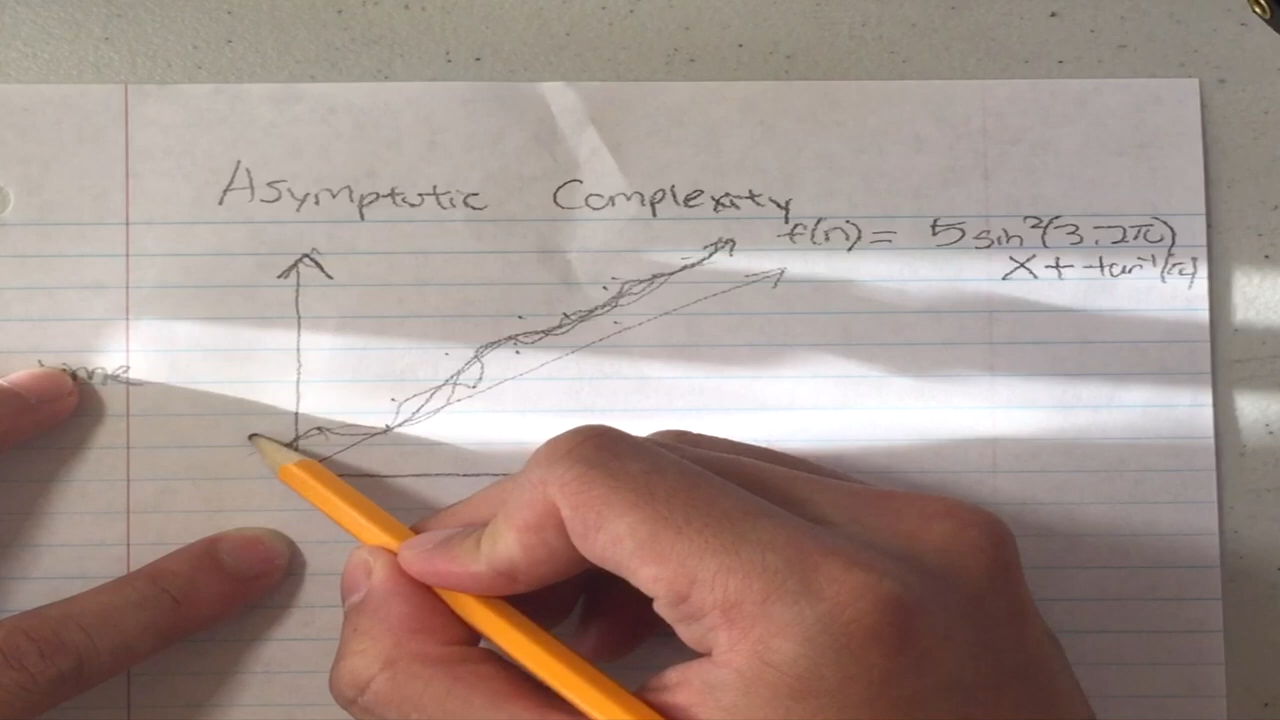 Asymptotic Complexity
f(n) = 5 sin²(3.2π)
x + tan⁻¹(π)